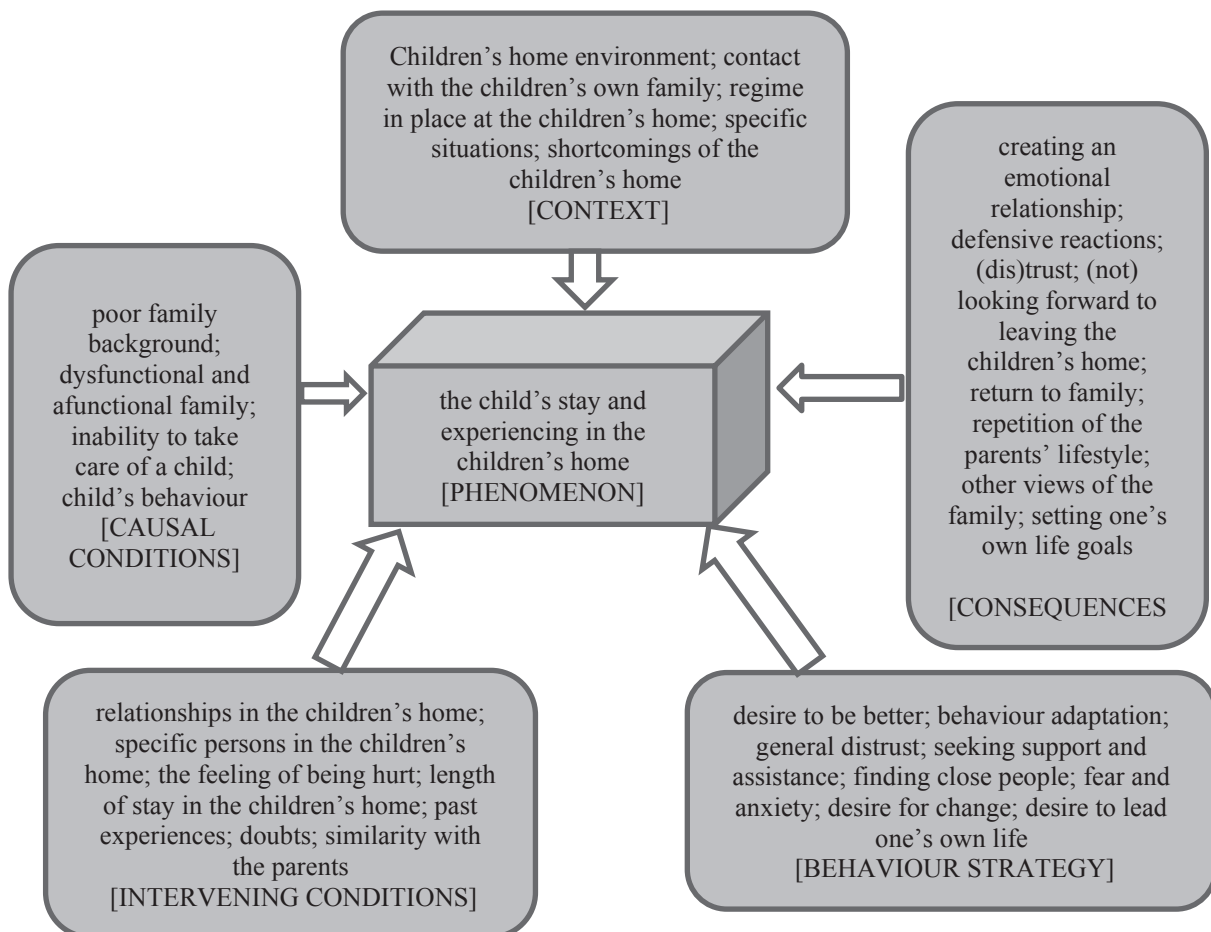 Children’s home environment; contact
with the children’s own family; regime
in place at the children’s home; specific
situations; shortcomings of the
children’s home
[CONTEXT]
creating an
emotional
relationship;
defensive reactions;
(dis)trust; (not)
looking forward to
leaving the
children’s home;
return to family;
repetition of the
parents’ lifestyle;
other views of the
family; setting one’s
own life goals
[CONSEQUENCES
poor family
background;
dysfunctional and
afunctional family;
inability to take
care of a child;
child’s behaviour
[CAUSAL
CONDITIONS]
the child’s stay and
experiencing in the
children’s home
[PHENOMENON]
relationships in the children’s home;
specific persons in the children’s
home; the feeling of being hurt; length
of stay in the children’s home; past
experiences; doubts; similarity with
the parents
[INTERVENING CONDITIONS]
desire to be better; behaviour adaptation;
general distrust; seeking support and
assistance; finding close people; fear and
anxiety; desire for change; desire to lead
one’s own life
[BEHAVIOUR STRATEGY]